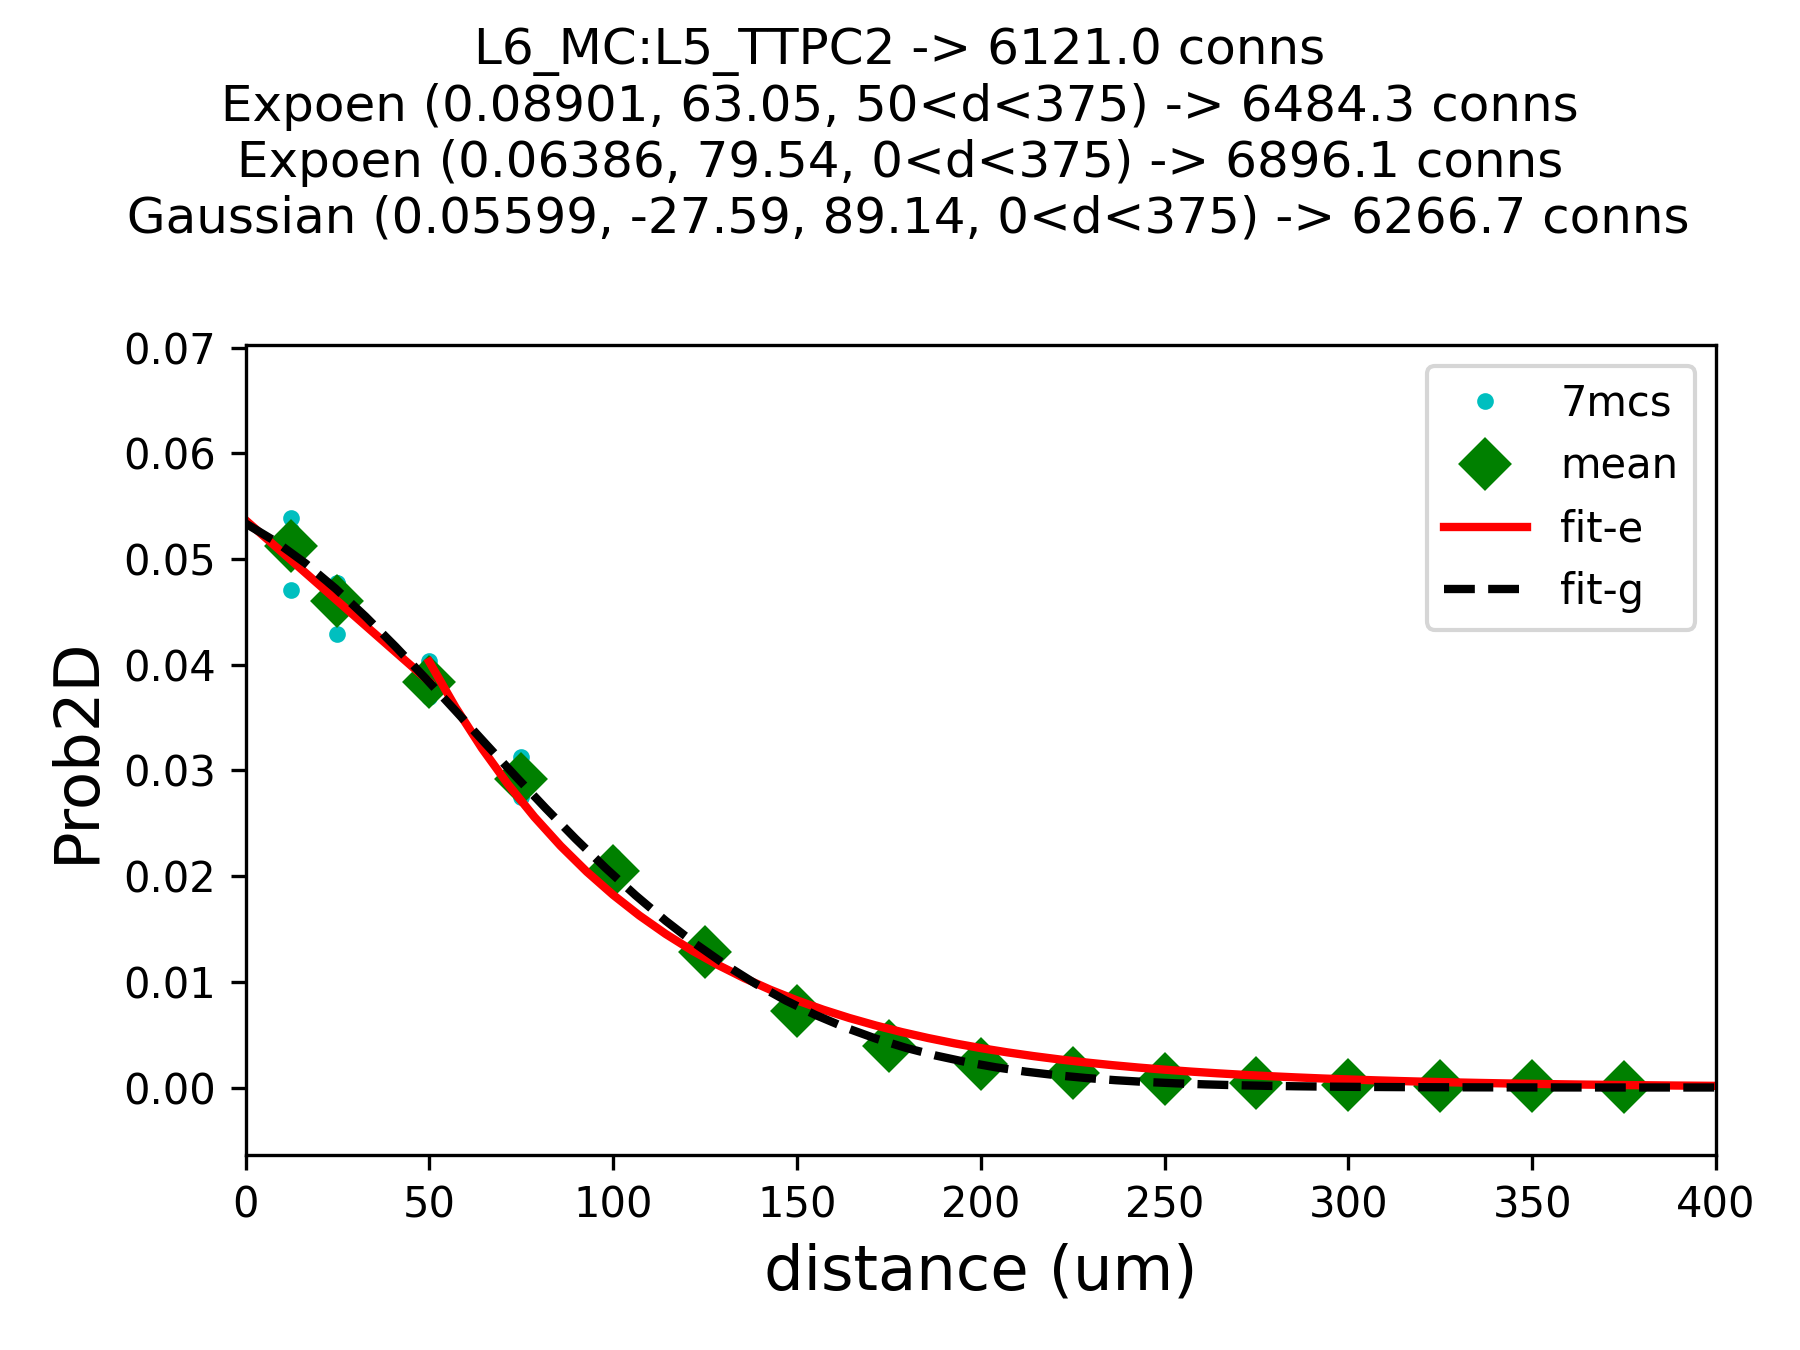 L6_MC:L5_TTPC2 -> 6121.0 conns
Expoen (0.08901, 63.05, 50<d<375) -> 6484.3 conns
Expoen (0.06386, 79.54, 0<d<375) -> 6896.1 conns
Gaussian (0.05599, -27.59, 89.14, 0<d<375) -> 6266.7 conns
0.07
0.06
0.05
0.04
0.03
0.02
0.01
0.00
Prob2D
7mcs
mean
fit-e
fit-g
0 50 100 150 200 250 300 350 400
distance (um)